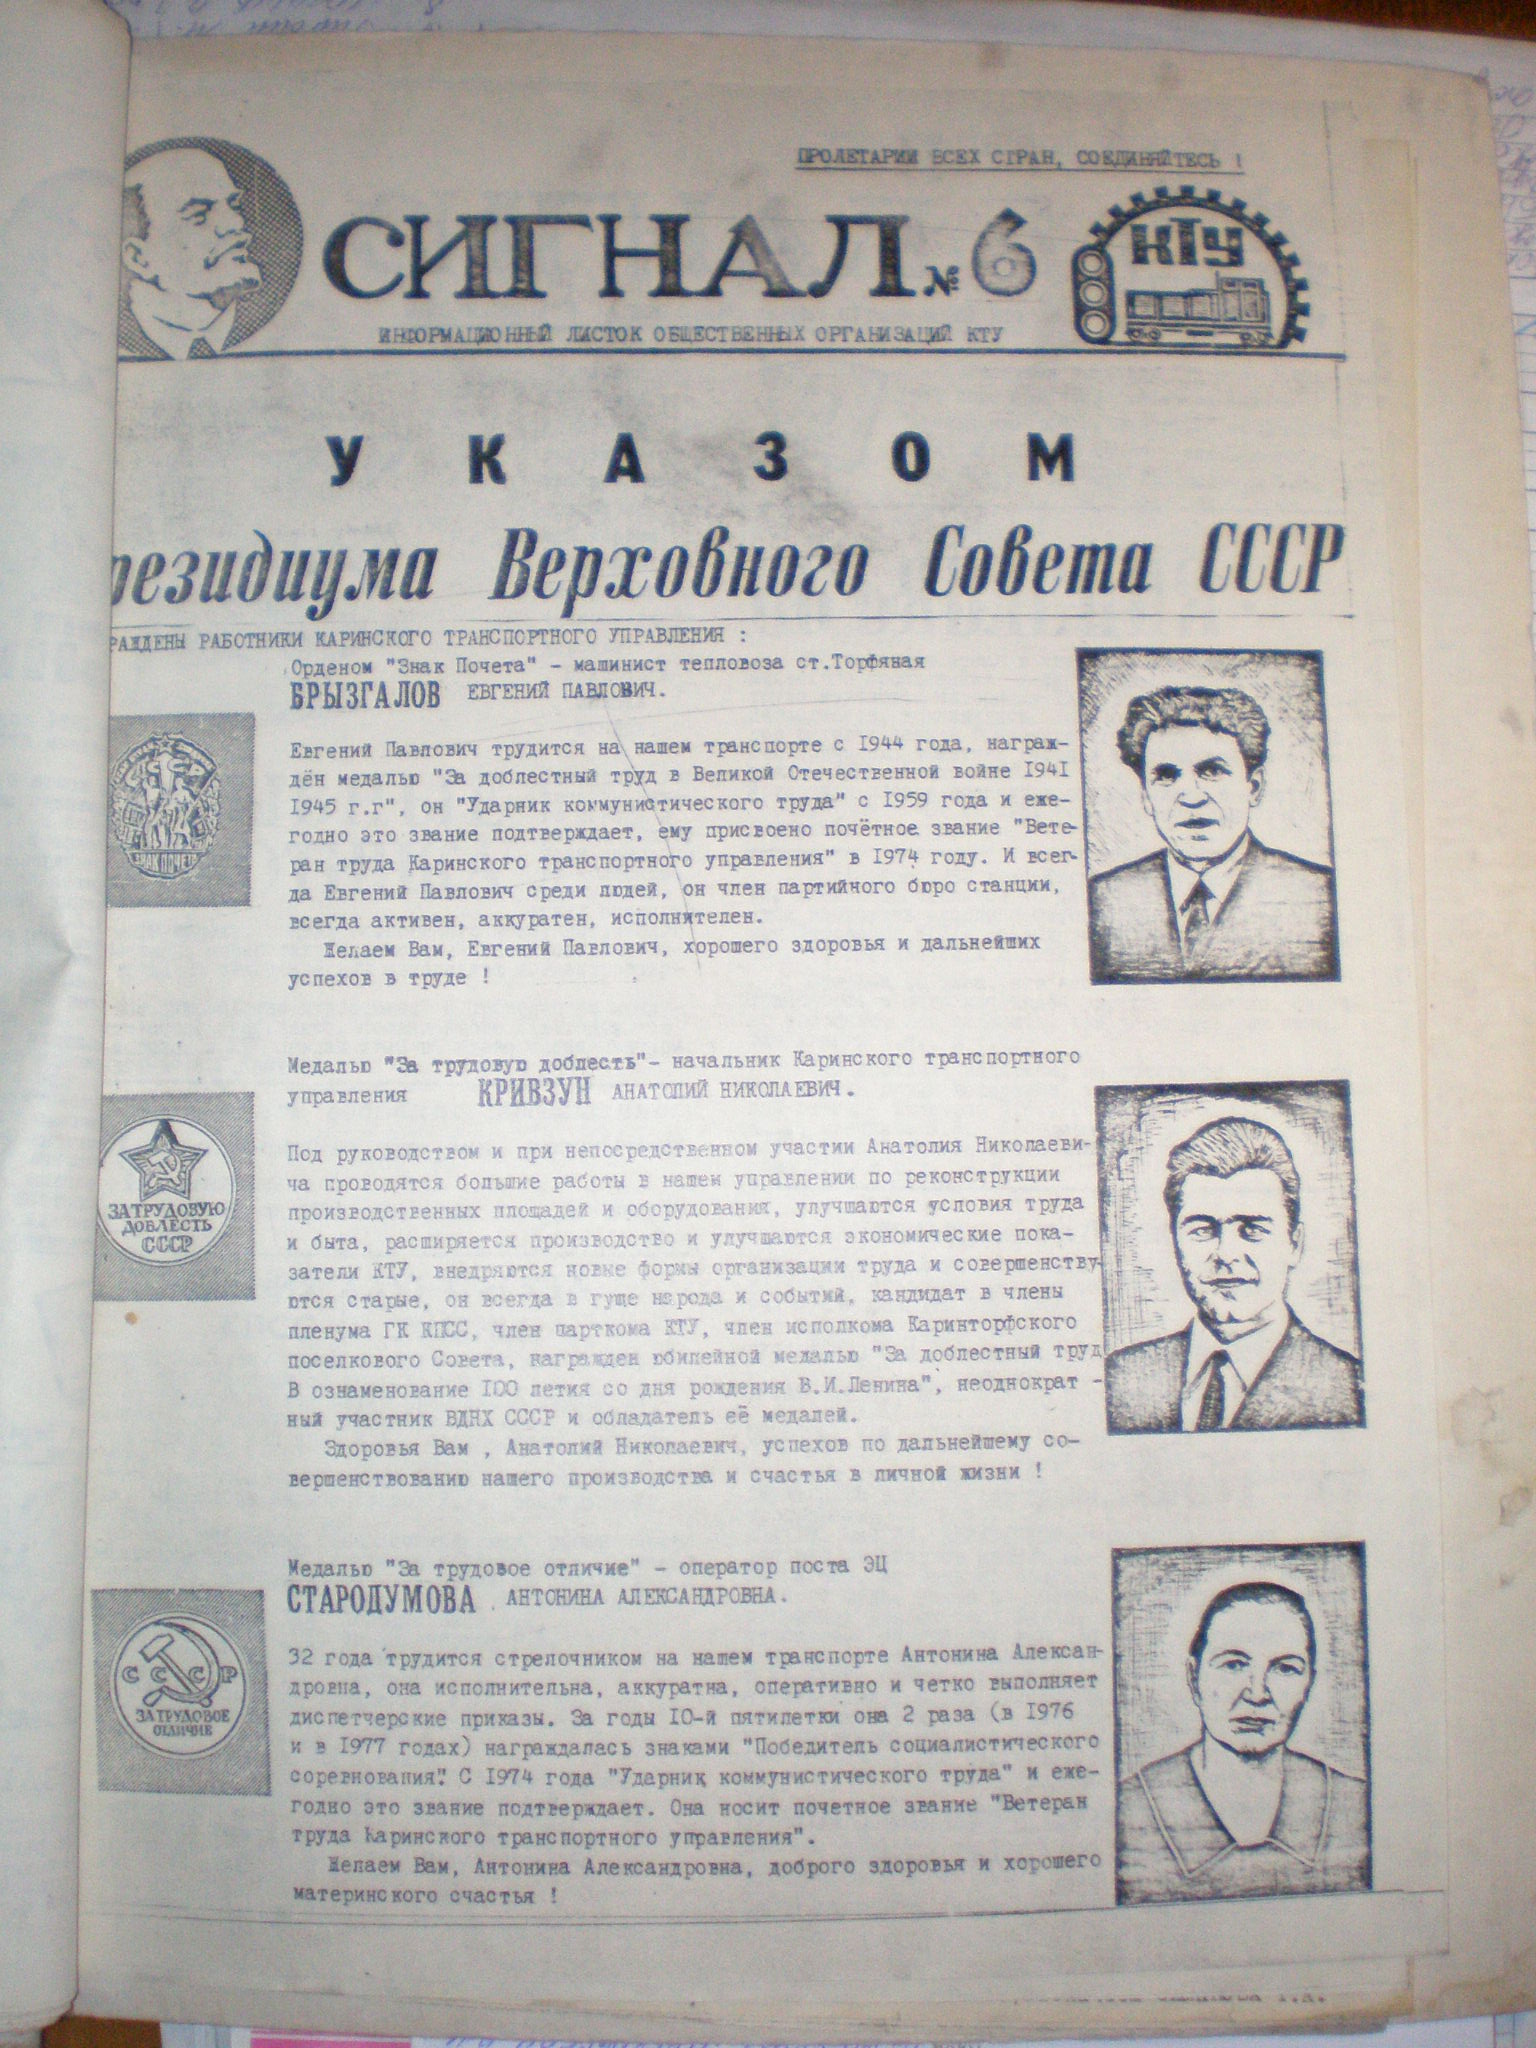 ПРОЛЕТАРИИ ВСЕХ СТРАН, СОЕДИНЯЙТЕСЬ !
СИГНАЛ № 6
КТУ
ИНФОРМАЦИОННЫЙ ЛИСТОК ОБЩЕСТВЕННЫХ ОРГАНИЗАЦИЙ КТУ
УКАЗОМ
резидиума Верховного Совета СССР
РАЖДЕНЫ РАБОТНИКИ КАРИНСКОГО ТРАНСПОРТНОГО УПРАВЛЕНИЯ :
Орденом "Знак Почета" - машинист тепловоза ст.Торфяная
БРЫЗГАЛОВ ЕВГЕНИЙ ПАВЛОВИЧ.
ЗНАК ПОЧЕТА
Евгений Павлович трудится на нашем транспорте с 1944 года, награж-
дён медалью "За доблестный труд в Великой Отечественной войне 1941
1945 г.г", он "Ударник коммунистического труда" с 1959 года и еже-
годно это звание подтверждает, ему присвоено почётное звание "Вете-
ран труда Каринского транспортного управления" в 1974 году. И всег-
да Евгений Павлович среди людей, он член партийного бюро станции,
всегда активен, аккуратен, исполнителен.
Желаем Вам, Евгений Павлович, хорошего здоровья и дальнейших
успехов в труде !
Медалью "За трудовую доблесть"- начальник Каринского транспортного
управления КРИВЗУН АНАТОЛИЙ НИКОЛАЕВИЧ.
ЗА ТРУДОВУЮ
ДОБЛЕСТЬ
СССР
Под руководством и при непосредственном участии Анатолия Николаеви-
ча проводятся большие работы в нашем управлении по реконструкции
производственных площадей и оборудования, улучшаются условия труда
и быта, расширяется производство и улучшаются экономические пока-
затели КТУ, внедряются новые формы организации труда и совершенству-
ются старые, он всегда в гуще народа и событий, кандидат в члены
пленума ГК КПСС, член парткома КТУ, член исполкома Каринторфского
поселкового Совета, награжден юбилейной медалью "За доблестный труд
В ознаменование 100 летия со дня рождения В.И.Ленина", неоднократ -
ный участник ВДНХ СССР и обладатель её медалей.
Здоровья Вам , Анатолий Николаевич, успехов по дальнейшему со-
вершенствованию нашего производства и счастья в личной жизни !
Медалью "За трудовое отличие" - оператор поста ЭЦ
СТАРОДУМОВА АНТОНИНА АЛЕКСАНДРОВНА.
СССР
ЗА ТРУДОВОЕ
ОТЛИЧИЕ
32 года трудится стрелочником на нашем транспорте Антонина Алексан-
дровна, она исполнительна, аккуратна, оперативно и четко выполняет
диспетчерские приказы. За годы 10-й пятилетки она 2 раза (в 1976
и в 1977 годах) награждалась знаками "Победитель социалистического
соревнования". С 1974 года "Ударник коммунистического труда" и еже-
годно это звание подтверждает. Она носит почетное звание "Ветеран
труда Каринского транспортного управления".
Желаем Вам, Антонина Александровна, доброго здоровья и хорошего
материнского счастья !